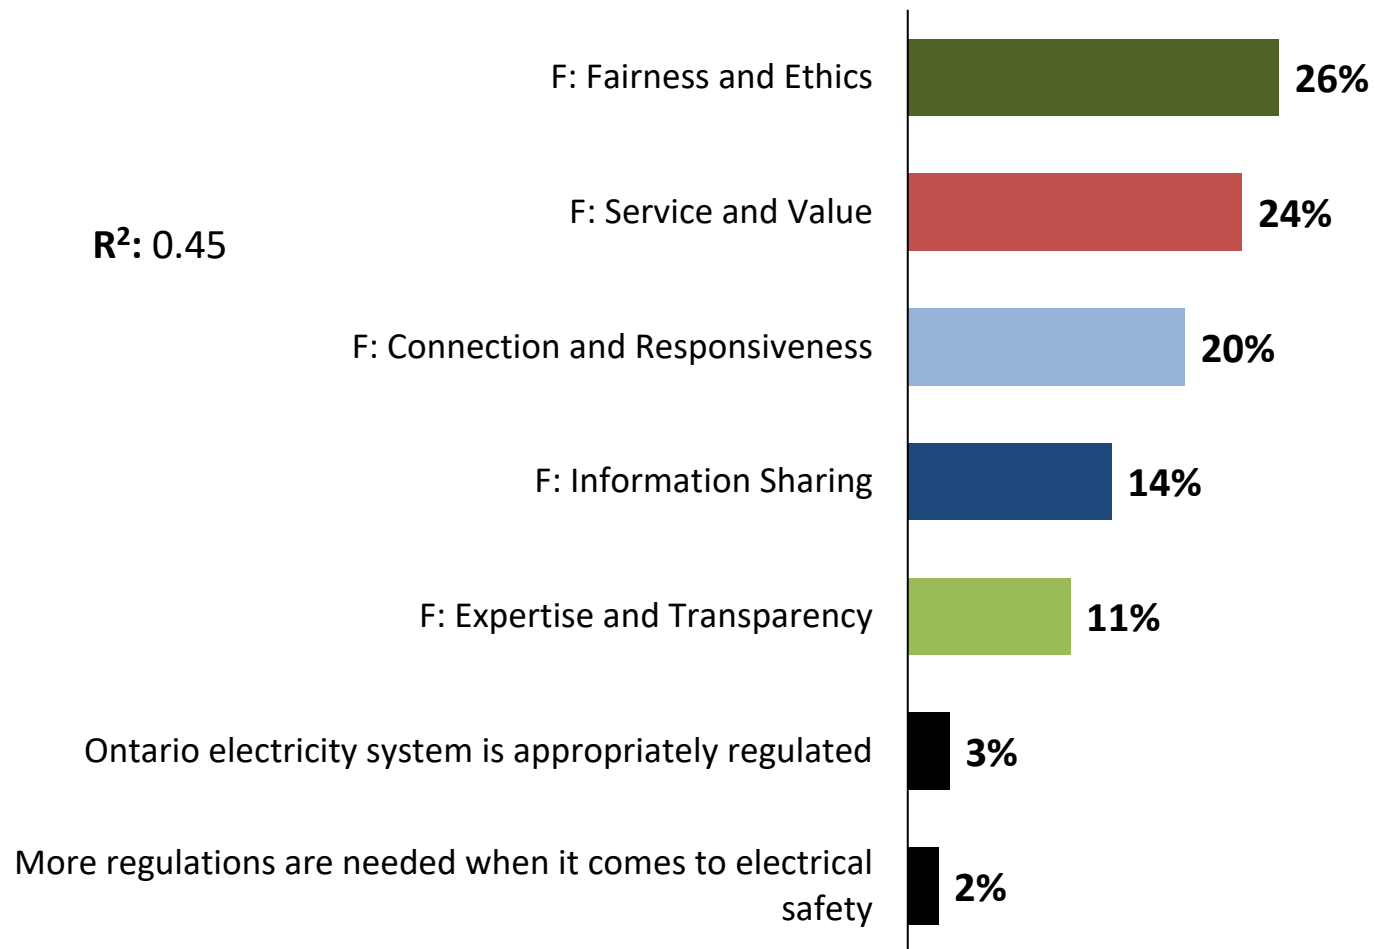 F: Fairness and Ethics 26%
F: Service and Value 24%
R²: 0.45
F: Connection and Responsiveness 20%
F: Information Sharing 14%
F: Expertise and Transparency 11%
Ontario electricity system is appropriately regulated 3%
More regulations are needed when it comes to electrical
safety 2%